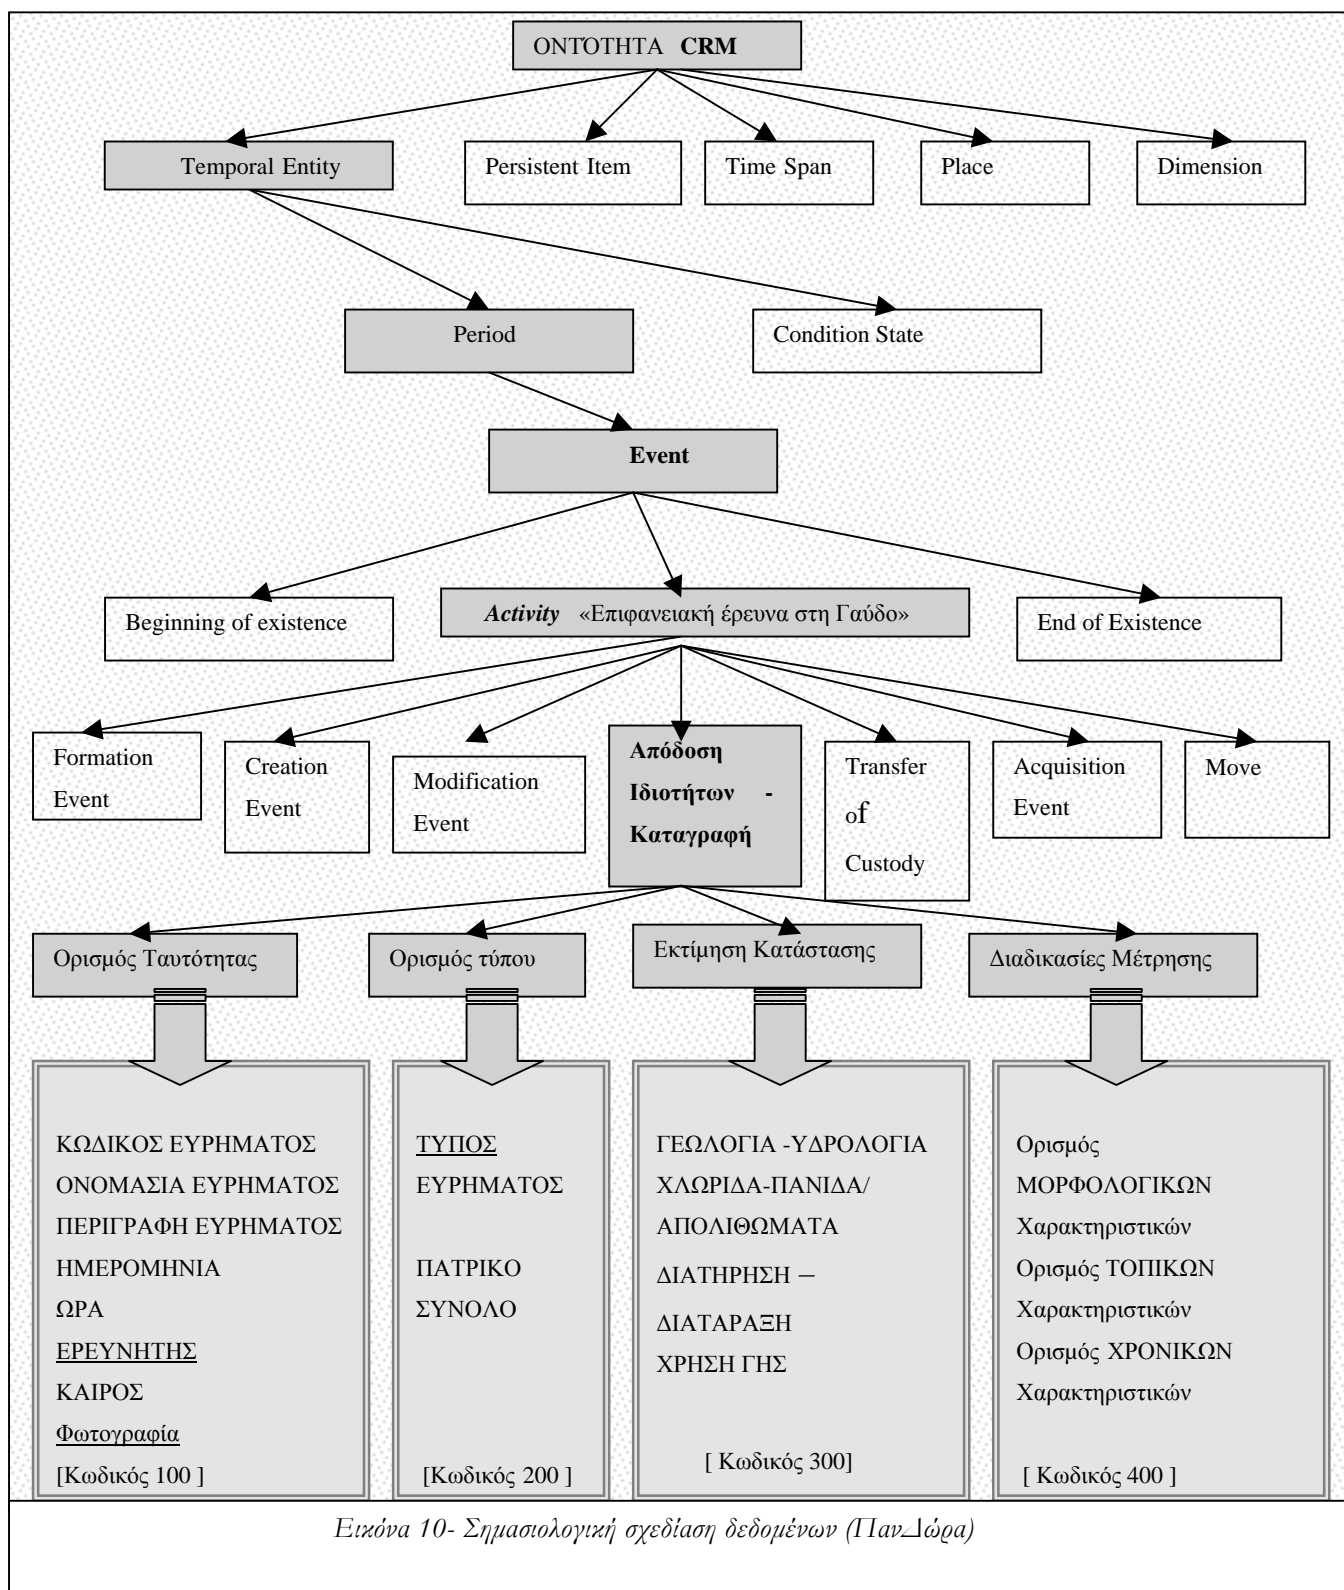 ΟΝΤΌΤΗΤΑ CRM
Temporal Entity
Persistent Item
Time Span
Place
Dimension
Period
Condition State
Event
Beginning of existence
Activity «Επιφανειακή έρευνα στη Γαύδο»
End of Existence
Formation
Event
Creation
Event
Modification
Event
Απόδοση
Ιδιοτήτων -
Καταγραφή
Transfer
of
Custody
Acquisition
Event
Move
Ορισμός Ταυτότητας
Ορισμός τύπου
Εκτίμηση Κατάστασης
Διαδικασίες Μέτρησης
ΚΩΔΙΚΟΣ ΕΥΡΗΜΑΤΟΣ
ΟΝΟΜΑΣΙΑ ΕΥΡΗΜΑΤΟΣ
ΠΕΡΙΓΡΑΦΗ ΕΥΡΗΜΑΤΟΣ
ΗΜΕΡΟΜΗΝΙΑ
ΩΡΑ
ΕΡΕΥΝΗΤΗΣ
ΚΑΙΡΟΣ
Φωτογραφία
[Κωδικός 100 ]
ΤΥΠΟΣ
ΕΥΡΗΜΑΤΟΣ
ΠΑΤΡΙΚΟ
ΣΥΝΟΛΟ
[Κωδικός 200 ]
ΓΕΩΛΟΓΙΑ -ΥΔΡΟΛΟΓΙΑ
ΧΛΩΡΙΔΑ-ΠΑΝΙΔΑ/
ΑΠΟΛΙΘΩΜΑΤΑ
ΔΙΑΤΗΡΗΣΗ –
ΔΙΑΤΑΡΑΞΗ
ΧΡΗΣΗ ΓΗΣ
[ Κωδικός 300]
Ορισμός
ΜΟΡΦΟΛΟΓΙΚΩΝ
Χαρακτηριστικών
Ορισμός ΤΟΠΙΚΩΝ
Χαρακτηριστικών
Ορισμός ΧΡΟΝΙΚΩΝ
Χαρακτηριστικών
[ Κωδικός 400 ]
Εικόνα 10- Σημασιολογική σχεδίαση δεδομένων (ΠανΔώρα)